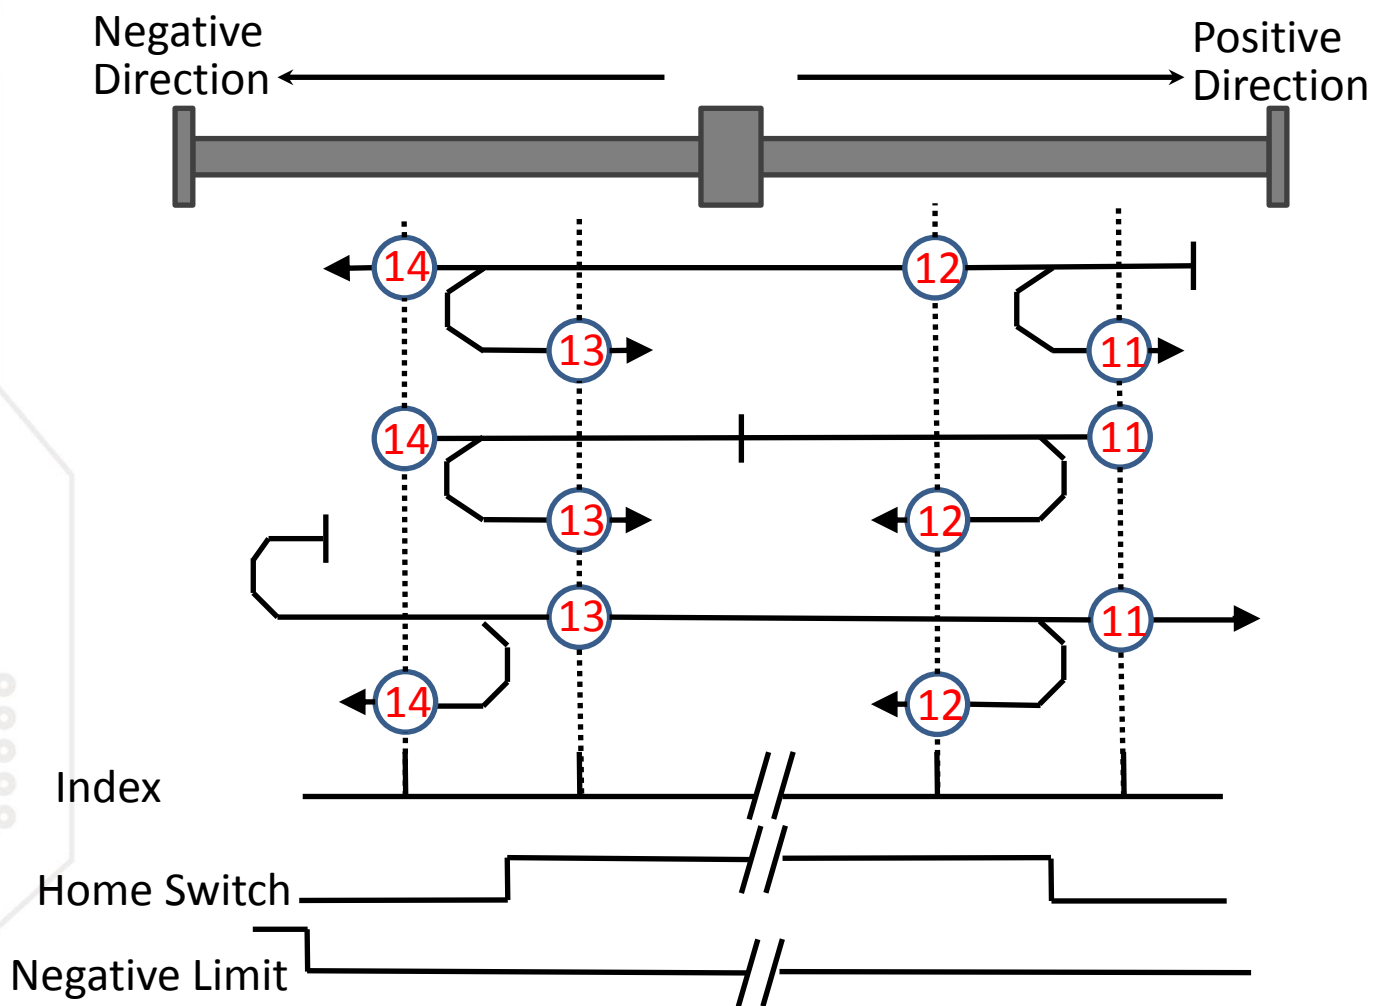 Negative
Direction
Positive
Direction
14
12
13
11
14
11
13
12
13
11
14
12
Index
Home Switch
Negative Limit